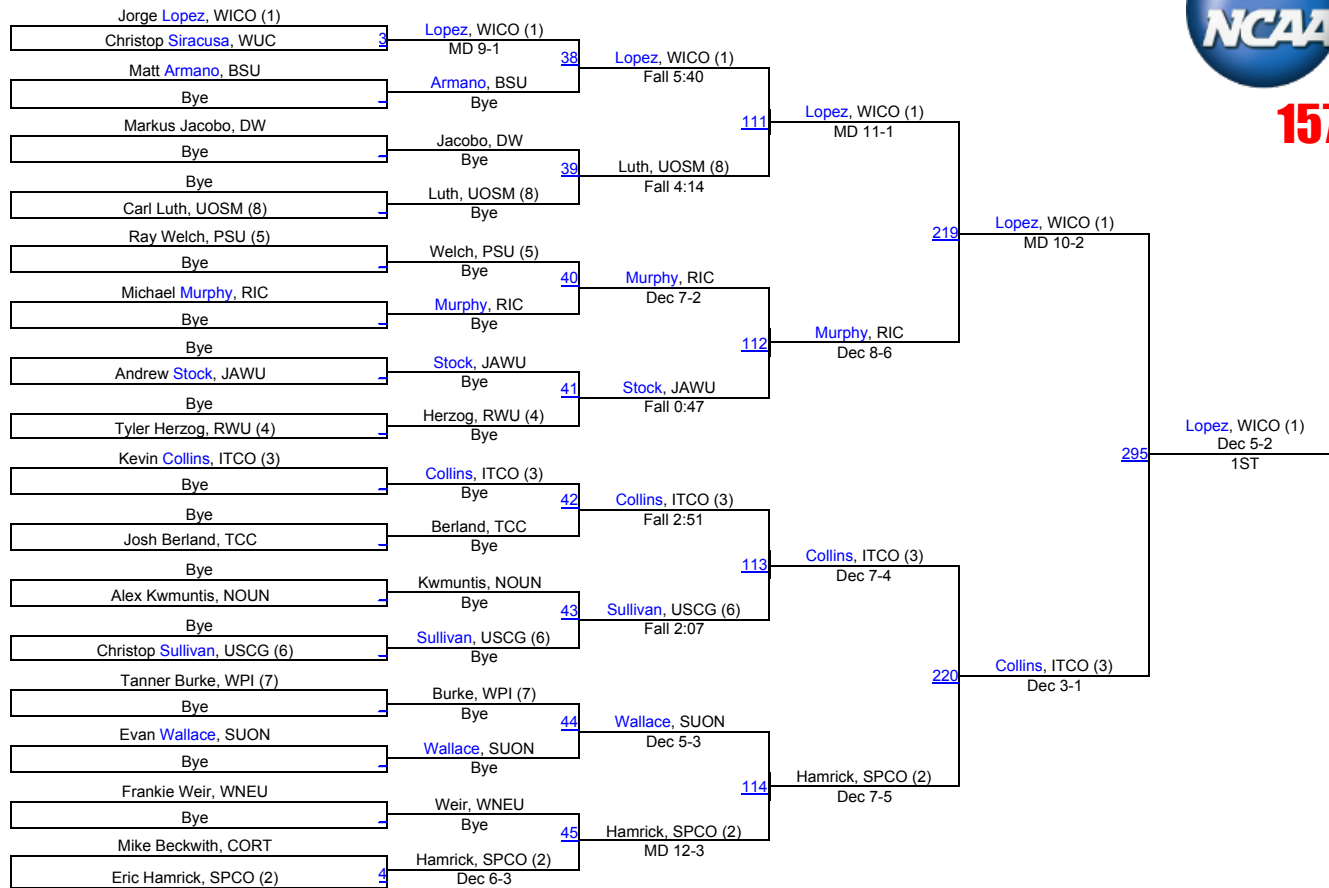 Jorge Lopez, WICO (1)
Christop Siracusa, WUC
3
Matt Armano, BSU
Bye
Markus Jacobo, DW
Bye
Bye
Carl Luth, UOSM (8)
Ray Welch, PSU (5)
Bye
Michael Murphy, RIC
Bye
Bye
Andrew Stock, JAWU
Bye
Tyler Herzog, RWU (4)
Kevin Collins, ITCO (3)
Bye
Bye
Josh Berland, TCC
Bye
Alex Kwmuntis, NOUN
Bye
Christop Sullivan, USCG (6)
Tanner Burke, WPI (7)
Bye
Evan Wallace, SUON
Bye
Frankie Weir, WNEU
Bye
Mike Beckwith, CORT
Eric Hamrick, SPCO (2)
4
Lopez, WICO (1)
MD 9-1
38
Armano, BSU
Bye
Jacobo, DW
Bye
39
Luth, UOSM (8)
Bye
Welch, PSU (5)
Bye
40
Murphy, RIC
Bye
Stock, JAWU
Bye
41
Herzog, RWU (4)
Bye
Collins, ITCO (3)
Bye
42
Berland, TCC
Bye
Kwmuntis, NOUN
Bye
43
Sullivan, USCG (6)
Bye
Burke, WPI (7)
Bye
44
Wallace, SUON
Bye
Weir, WNEU
Bye
45
Hamrick, SPCO (2)
Dec 6-3
Lopez, WICO (1)
Fall 5:40
111
Luth, UOSM (8)
Fall 4:14
Murphy, RIC
Dec 7-2
112
Stock, JAWU
Fall 0:47
Collins, ITCO (3)
Fall 2:51
113
Sullivan, USCG (6)
Fall 2:07
Wallace, SUON
Dec 5-3
114
Hamrick, SPCO (2)
MD 12-3
Lopez, WICO (1)
MD 11-1
219
Murphy, RIC
Dec 8-6
Collins, ITCO (3)
Dec 7-4
220
Hamrick, SPCO (2)
Dec 7-5
Lopez, WICO (1)
MD 10-2
295
Collins, ITCO (3)
Dec 3-1
Lopez, WICO (1)
Dec 5-2
1ST
NCAA
157